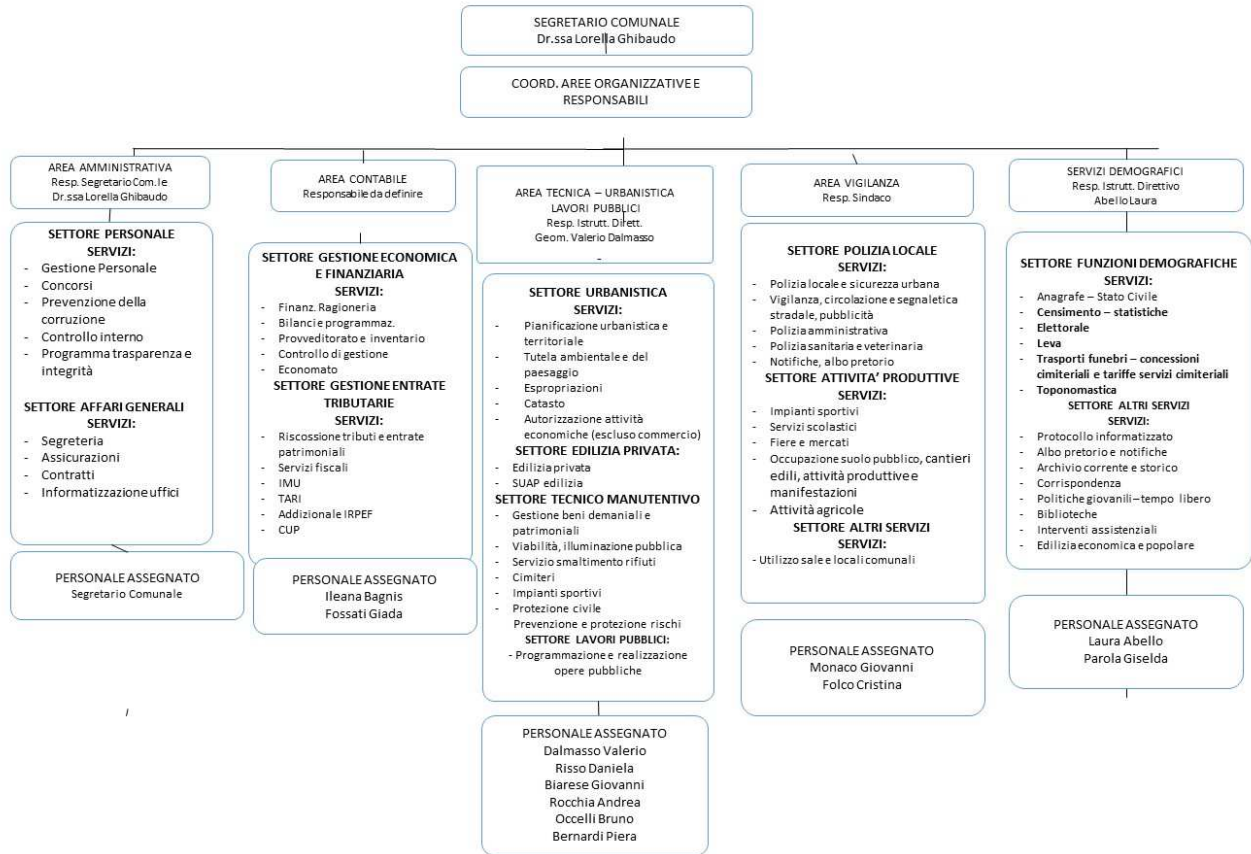 SEGRETARIO COMUNALE
Dr.ssa Lorella Ghibaudo
COORD. AREE ORGANIZZATIVE E
RESPONSABILI
AREA AMMINISTRATIVA
Resp. Segretario Com.le
Dr.ssa Lorella Ghibaudo
SETTORE PERSONALE
SERVIZI:
- Gestione Personale
- Concorsi
- Prevenzione della
corruzione
- Controllo interno
- Programma trasparenza e
integrità
SETTORE AFFARI GENERALI
SERVIZI:
- Segreteria
- Assicurazioni
- Contratti
- Informatizzazione uffici
PERSONALE ASSEGNATO
Segretario Comunale
AREA CONTABILE
Responsabile da definire
SETTORE GESTIONE ECONOMICA
E FINANZIARIA
SERVIZI:
- Finanz. Ragioneria
- Bilanci e programmaz.
- Provveditorato e inventario
- Controllo di gestione
- Economato
SETTORE GESTIONE ENTRATE
TRIBUTARIE
SERVIZI:
- Riscossione tributi e entrate
patrimoniali
- Servizi fiscali
- IMU
- TARI
- Addizionale IRPEF
- CUP
PERSONALE ASSEGNATO
Ileana Bagnis
Fossati Giada
AREA TECNICA – URBANISTICA
LAVORI PUBBLICI
Resp. Istrutt. Dirett.
Geom. Valerio Dalmasso
-
SETTORE URBANISTICA
SERVIZI:
- Pianificazione urbanistica e
territoriale
- Tutela ambientale e del
paesaggio
- Espropriazioni
- Catasto
- Autorizzazione attività
economiche (escluso commercio)
SETTORE EDILIZIA PRIVATA:
- Edilizia privata
- SUAP edilizia
SETTORE TECNICO MANUTENTIVO
- Gestione beni demaniali e
patrimoniali
- Viabilità, illuminazione pubblica
- Servizio smaltimento rifiuti
- Cimiteri
- Impianti sportivi
- Protezione civile
Prevenzione e protezione rischi
SETTORE LAVORI PUBBLICI:
- Programmazione e realizzazione
opere pubbliche
PERSONALE ASSEGNATO
Dalmasso Valerio
Risso Daniela
Biarese Giovanni
Rocchia Andrea
Occelli Bruno
Bernardi Piera
AREA VIGILANZA
Resp. Sindaco
SETTORE POLIZIA LOCALE
SERVIZI:
- Polizia locale e sicurezza urbana
- Vigilanza, circolazione e segnaletica
stradale, pubblicità
- Polizia amministrativa
- Polizia sanitaria e veterinaria
- Notifiche, albo pretorio
SETTORE ATTIVITA’ PRODUTTIVE
SERVIZI:
- Impianti sportivi
- Servizi scolastici
- Fiere e mercati
- Occupazione suolo pubblico, cantieri
edili, attività produttive e
manifestazioni
- Attività agricole
SETTORE ALTRI SERVIZI
SERVIZI:
- Utilizzo sale e locali comunali
PERSONALE ASSEGNATO
Monaco Giovanni
Folco Cristina
SERVIZI DEMOGRAFICI
Resp. Istrutt. Direttivo
Abello Laura
SETTORE FUNZIONI DEMOGRAFICHE
SERVIZI:
- Anagrafe – Stato Civile
- Censimento – statistiche
- Elettorale
- Leva
- Trasporti funebri – concessioni
cimiteriali e tariffe servizi cimiteriali
- Toponomastica
SETTORE ALTRI SERVIZI
SERVIZI:
- Protocollo informatizzato
- Albo pretorio e notifiche
- Archivio corrente e storico
- Corrispondenza
- Politiche giovanili – tempo libero
- Biblioteche
- Interventi assistenziali
- Edilizia economica e popolare
PERSONALE ASSEGNATO
Laura Abello
Parola Giselda